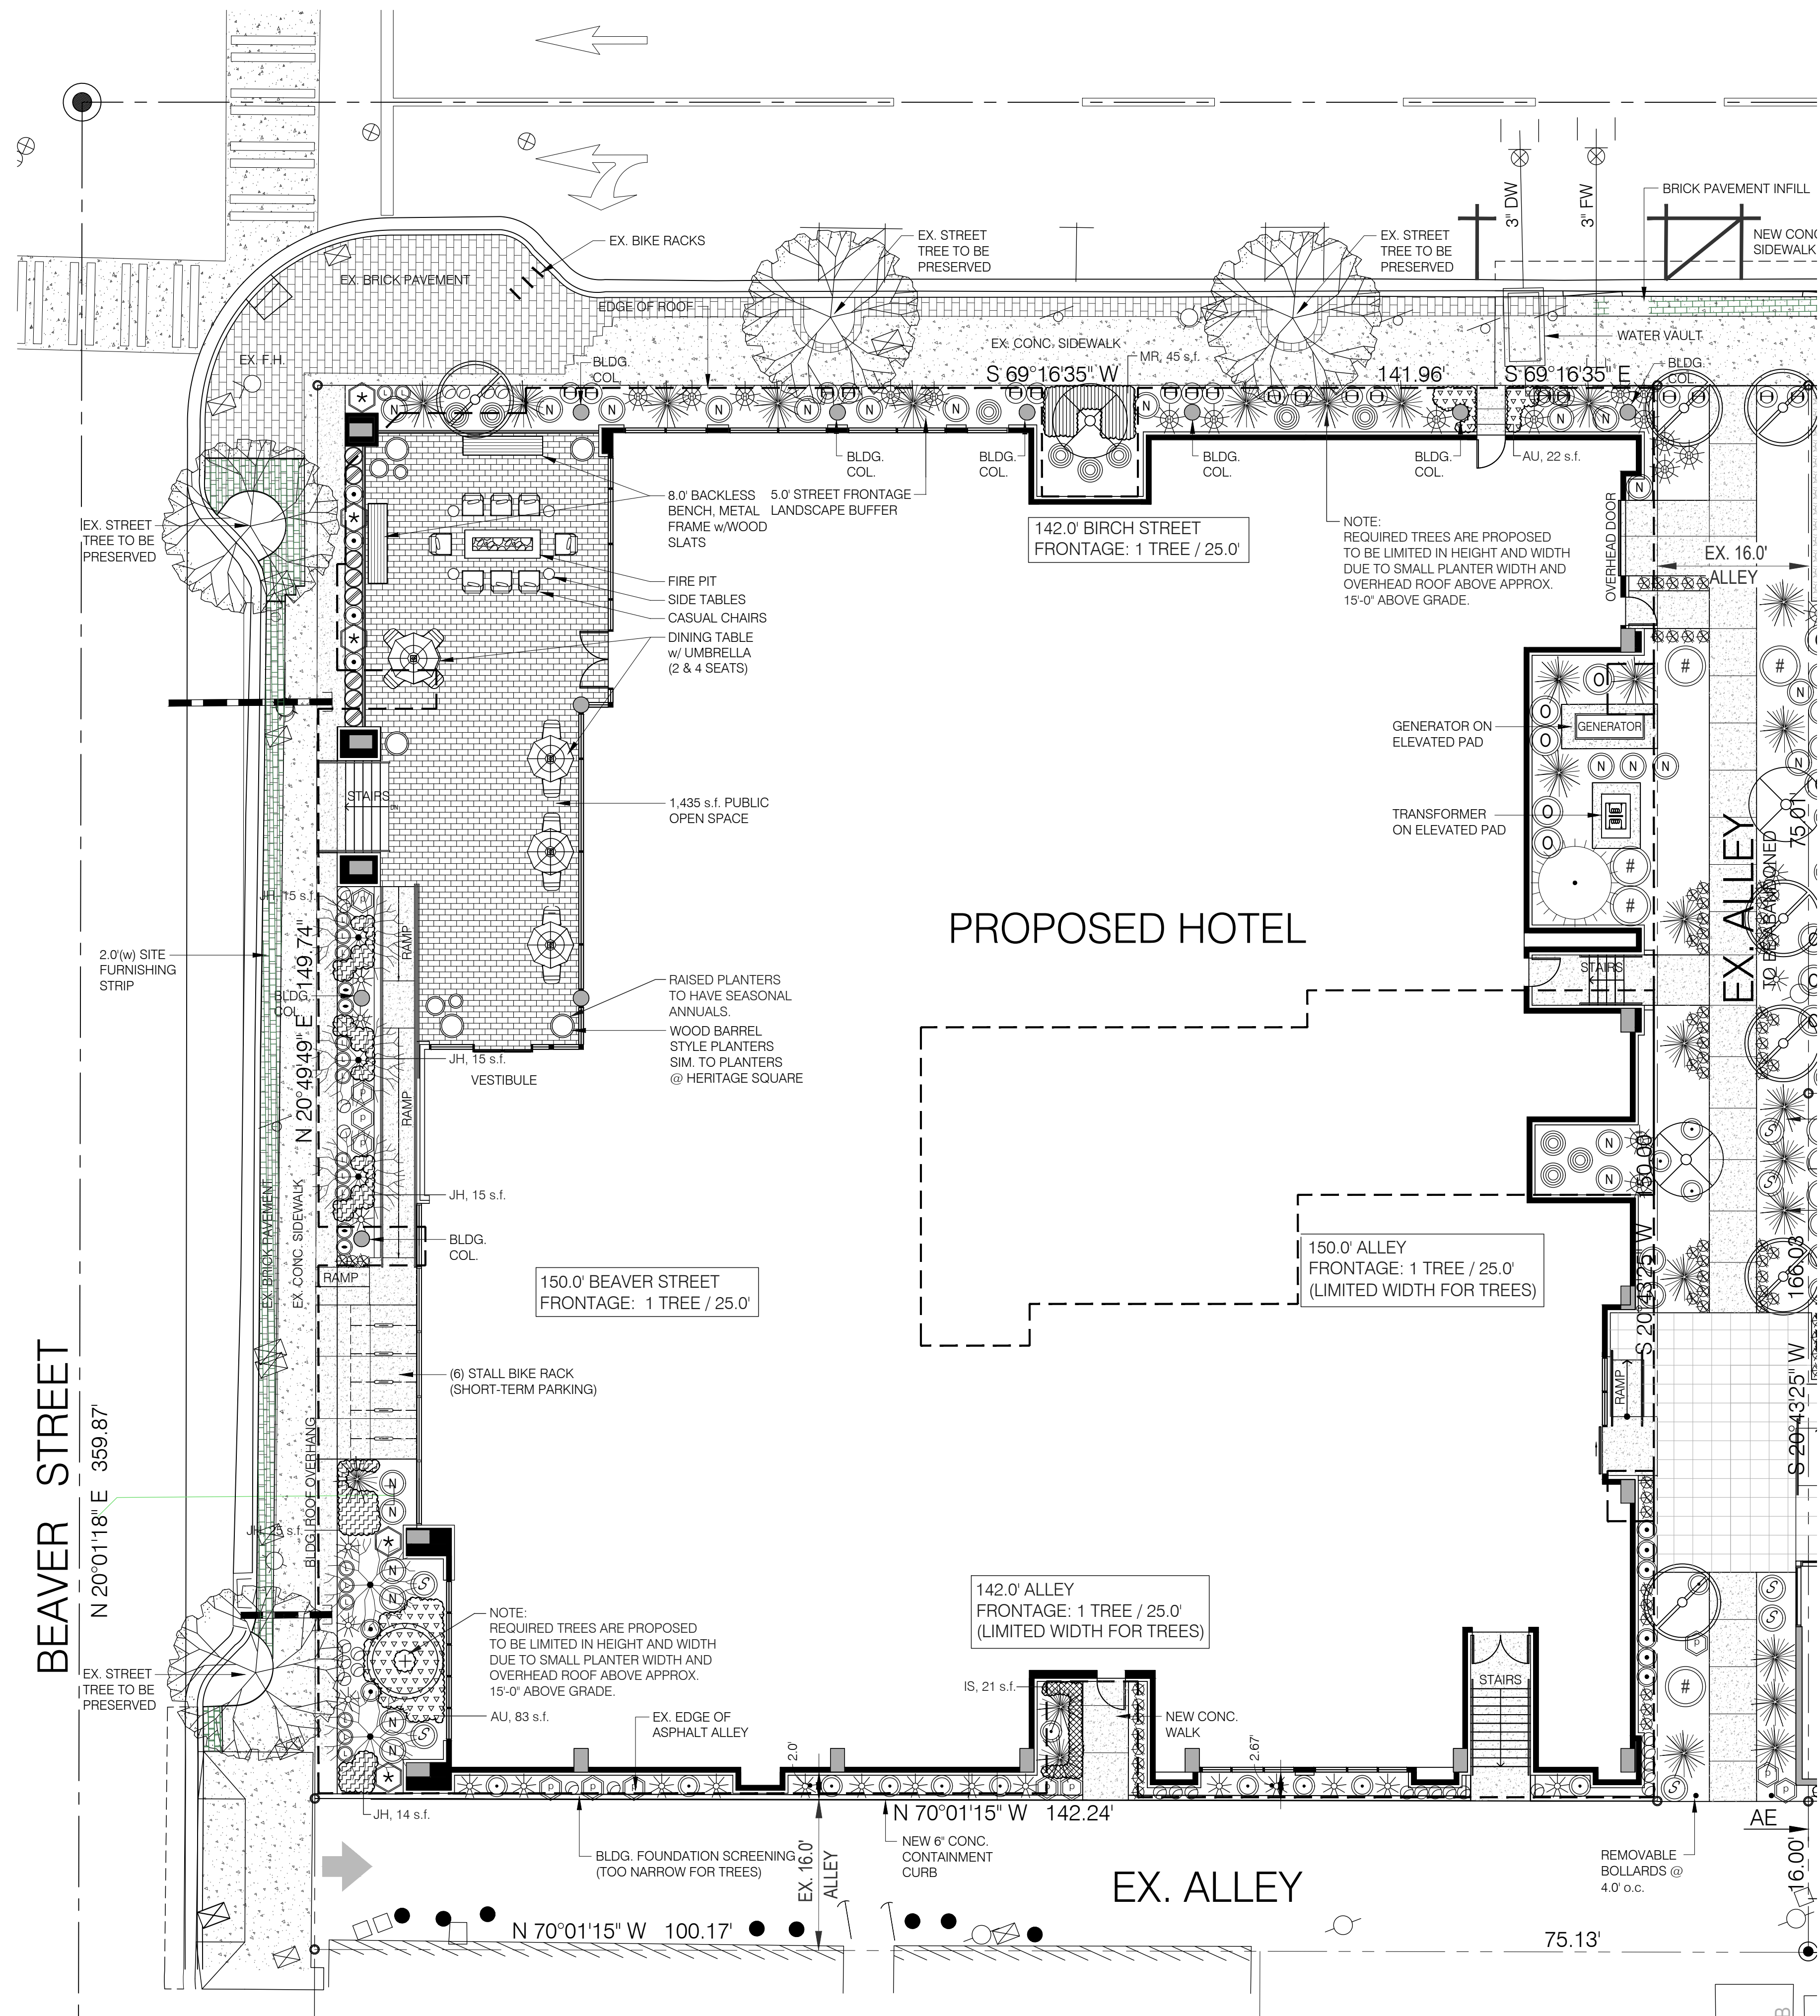 3" DW
3" FW
BRICK PAVEMENT INFILL
EX. BIKE RACKS
EX. STREET
TREE TO BE
PRESERVED
EX. STREET
TREE TO BE
PRESERVED
SIDEWALK
EX. BRICK PAVEMENT
EDGE OF ROOF
EX. CONC. SIDEWALK
WATER VAULT
EX. F.H.
BLDG.
COL.
MR, 45 s.f.
BLDG.
COL.
S 69°16'35" W
141.96'
S 69°16'35" E
BLDG.
COL.
BLDG.
COL.
BLDG.
COL.
BLDG.
COL.
AU, 22 s.f.
8.0' BACKLESS
BENCH, METAL
FRAME w/WOOD
SLATS
5.0' STREET FRONTAGE
LANDSCAPE BUFFER
142.0' BIRCH STREET
FRONTAGE: 1 TREE / 25.0'
NOTE:
REQUIRED TREES ARE PROPOSED
TO BE LIMITED IN HEIGHT AND WIDTH
DUE TO SMALL PLANTER WIDTH AND
OVERHEAD ROOF ABOVE APPROX.
15'-0" ABOVE GRADE.
OVERHEAD DOOR
EX. 16.0'
ALLEY
EX. STREET
TREE TO BE
PRESERVED
FIRE PIT
SIDE TABLES
CASUAL CHAIRS
DINING TABLE
w/ UMBRELLA
(2 & 4 SEATS)
GENERATOR ON
ELEVATED PAD
GENERATOR
STAIRS
DN
1,435 s.f. PUBLIC
OPEN SPACE
TRANSFORMER
ON ELEVATED PAD
EX. ALLEY
TO BE ABANDONED
75.01'
JH, 15 s.f.
RAMP
PROPOSED HOTEL
2.0'(w) SITE
FURNISHING
STRIP
N 20°49'49" E 149.74"
BLDG.
COL.
STAIRS
RAISED PLANTERS
TO HAVE SEASONAL
ANNUALS.
WOOD BARREL
STYLE PLANTERS
SIM. TO PLANTERS
@ HERITAGE SQUARE
JH, 15 s.f.
VESTIBULE
RAMP
JH, 15 s.f.
EX. BRICK PAVEMENT
EX. CONC. SIDEWALK
BLDG.
COL.
RAMP
150.0' BEAVER STREET
FRONTAGE: 1 TREE / 25.0'
150.0' ALLEY
FRONTAGE: 1 TREE / 25.0'
(LIMITED WIDTH FOR TREES)
S 20°43'25" W 150.00'
166.03
S 20°43'25" W
RAMP
(6) STALL BIKE RACK
(SHORT-TERM PARKING)
BEAVER STREET
N 20°01'18" E 359.87'
BLDG. ROOF OVERHANG
JH, 25 s.f.
142.0' ALLEY
FRONTAGE: 1 TREE / 25.0'
(LIMITED WIDTH FOR TREES)
NOTE:
REQUIRED TREES ARE PROPOSED
TO BE LIMITED IN HEIGHT AND WIDTH
DUE TO SMALL PLANTER WIDTH AND
OVERHEAD ROOF ABOVE APPROX.
15'-0" ABOVE GRADE.
EX. STREET
TREE TO BE
PRESERVED
AU, 83 s.f.
EX. EDGE OF
ASPHALT ALLEY
IS, 21 s.f.
NEW CONC.
WALK
STAIRS
2.0'
2.67'
JH, 14 s.f.
N 70°01'15" W 142.24'
AE
BLDG. FOUNDATION SCREENING
(TOO NARROW FOR TREES)
EX. 16.0'
ALLEY
NEW 6" CONC.
CONTAINMENT
CURB
EX. ALLEY
REMOVABLE
BOLLARDS @
4.0' o.c.
16.00'
N 70°01'15" W 100.17'
75.13'